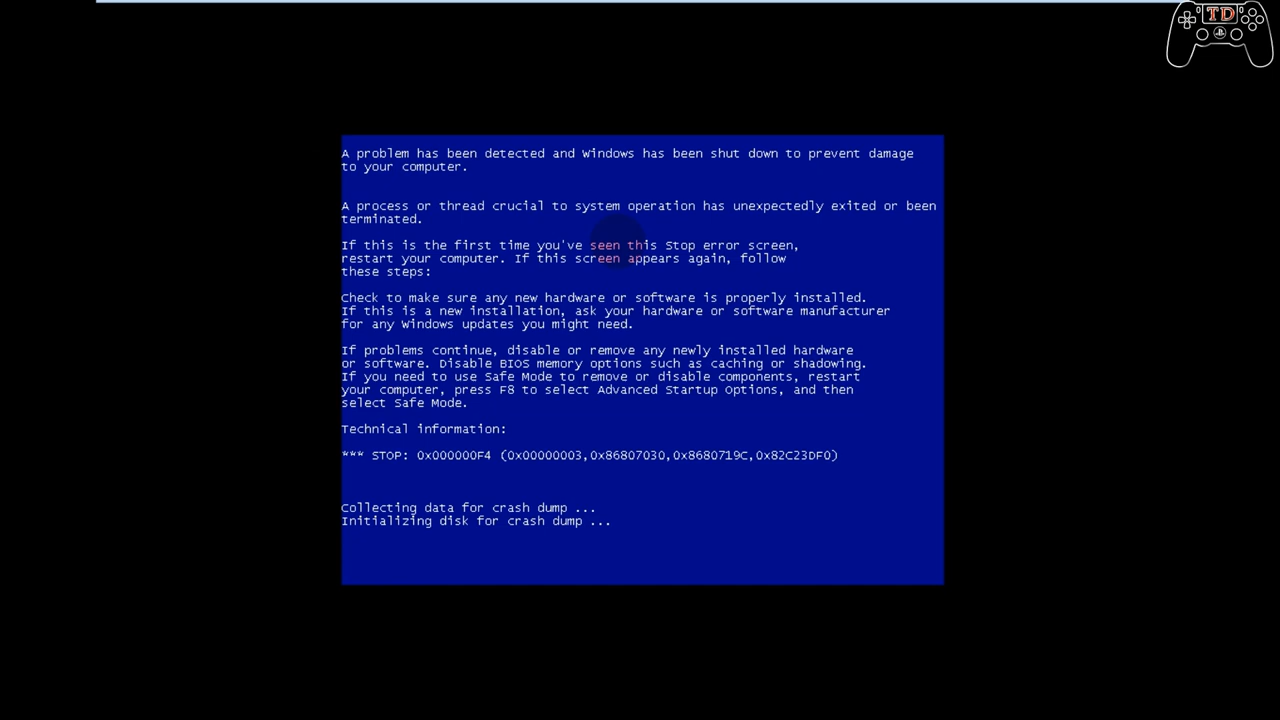 TD
A problem has been detected and Windows has been shut down to prevent damage
to your computer.
A process or thread crucial to system operation has unexpectedly exited or been
terminated.
If this is the first time you've seen this Stop error screen,
restart your computer. If this screen appears again, follow
these steps:
Check to make sure any new hardware or software is properly installed.
If this is a new installation, ask your hardware or software manufacturer
for any Windows updates you might need.
If problems continue, disable or remove any newly installed hardware
or software. Disable BIOS memory options such as caching or shadowing.
If you need to use Safe Mode to remove or disable components, restart
your computer, press F8 to select Advanced Startup Options, and then
select Safe Mode.
Technical information:
*** STOP: 0x000000F4 (0x00000003,0x86807030,0x8680719C,0x82C23DF0)
Collecting data for crash dump ...
Initializing disk for crash dump ...